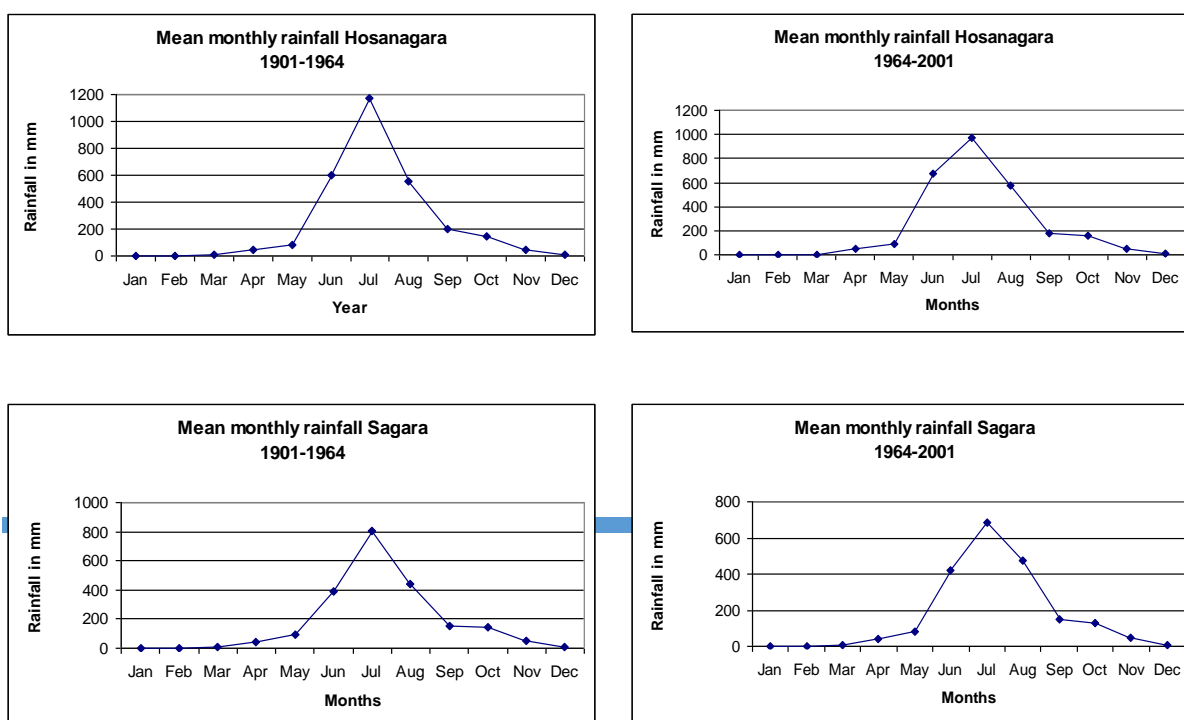 Mean monthly rainfall Hosanagara
1901-1964
Rainfall in mm
1200
1000
800
600
400
200
0
Jan Feb Mar Apr May Jun Jul Aug Sep Oct Nov Dec
Year
Mean monthly rainfall Hosanagara
1964-2001
Rainfall in mm
1200
1000
800
600
400
200
0
Jan Feb Mar Apr May Jun Jul Aug Sep Oct Nov Dec
Months
Mean monthly rainfall Sagara
1901-1964
Rainfall in mm
1000
800
600
400
200
0
Jan Feb Mar Apr May Jun Jul Aug Sep Oct Nov Dec
Months
Mean monthly rainfall Sagara
1964-2001
Rainfall in mm
800
600
400
200
0
Jan Feb Mar Apr May Jun Jul Aug Sep Oct Nov Dec
Months